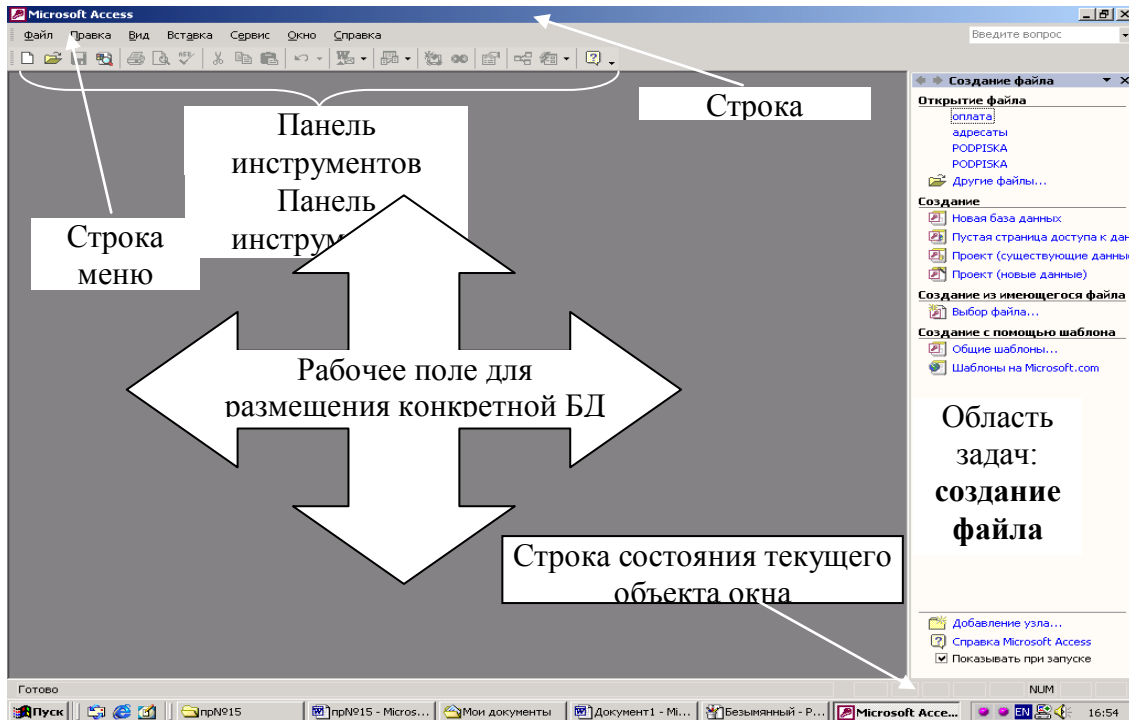 Microsoft Access
Файл Правка Вид Вставка Сервис Окно Справка
Введите вопрос
Создание файла
Открытие файла
оплата
адресаты
PODPISKA
PODPISKA
Другие файлы...
Создание
Новая база данных
Пустая страница доступа к дан
Проект (существующие данны
Проект (новые данные)
Создание из имеющегося файла
Выбор файла...
Создание с помощью шаблона
Общие шаблоны...
Шаблоны на Microsoft.com
Строка
Панель
инструментов
Панель
Строка
меню
Рабочее поле для
размещения конкретной БД
Область
задач:
создание
файла
Строка состояния текущего
объекта окна
Добавление узла...
Справка Microsoft Access
Показывать при запуске
Готово
NUM
Пуск
пр№15
пр№15 - Micros...
Мои документы
Документ1 - Mi...
Безымянный - P...
Microsoft Acce...
EN
16:54